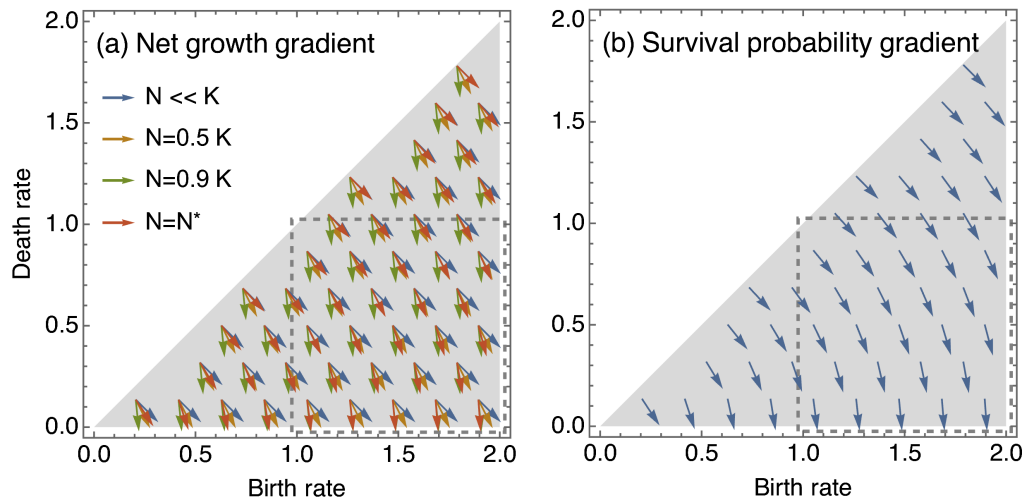 (a) Net growth gradient
N << K
N=0.5 K
N=0.9 K
N=N*
2.0
1.5
1.0
0.5
0.0
Death rate
0.0 0.5 1.0 1.5 2.0
Birth rate
(b) Survival probability gradient
2.0
1.5
1.0
0.5
0.0
0.0 0.5 1.0 1.5 2.0
Birth rate